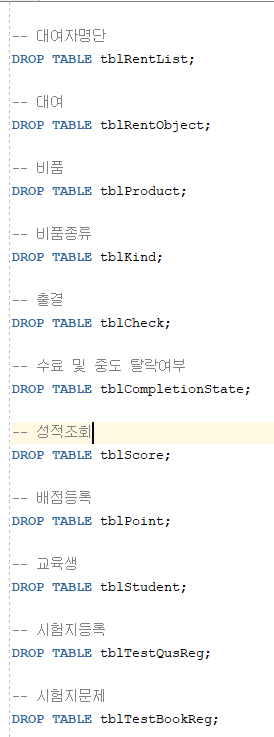 -- 대여자명단
DROP TABLE tblRentList;
-- 대여
DROP TABLE tblRentObject;
-- 비품
DROP TABLE tblProduct;
-- 비품종류
DROP TABLE tblKind;
-- 출결
DROP TABLE tblCheck;
-- 수료 및 중도 탈락여부
DROP TABLE tblCompletionState;
-- 성적조회
DROP TABLE tblScore;
-- 배점등록
DROP TABLE tblPoint;
-- 교육생
DROP TABLE tblStudent;
-- 시험지등록
DROP TABLE tblTestQusReg;
-- 시험지문제
DROP TABLE tblTestBookReg;